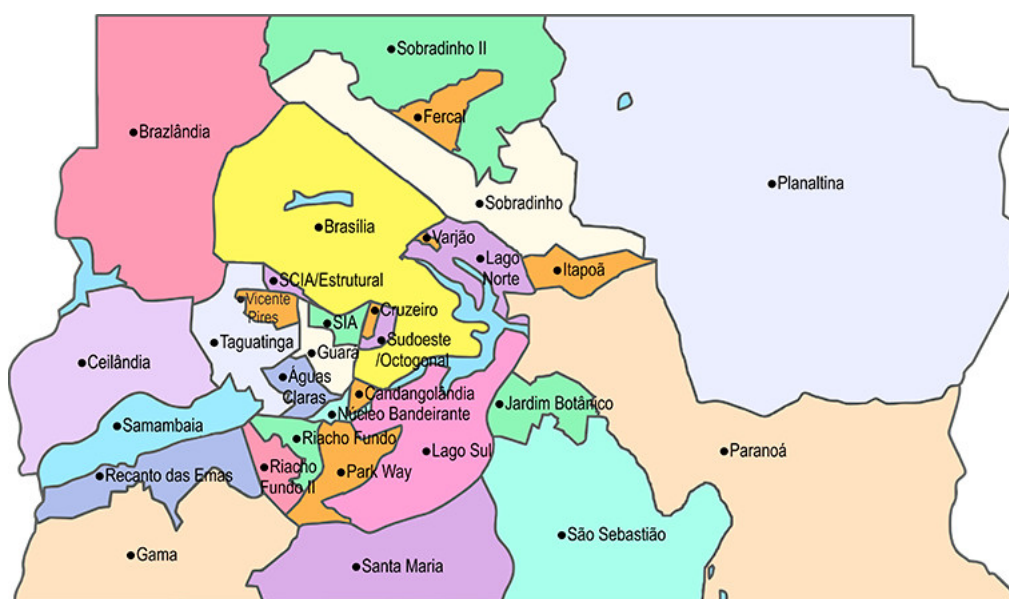 Sobradinho II
Fercal
Brazlândia
Planaltina
Sobradinho
Brasília
Varjão
Lago
Norte
Itapoã
SCIA/Estrutural
Vicente
Pires
Cruzeiro
SIA
Taguatinga
Guará
Sudoeste
/Octogonal
Ceilândia
Águas
Claras
Candangolândia
Jardim Botânico
Núcleo Bandeirante
Samambaia
Riacho Fundo
Lago Sul
Paranoá
Recanto das Emas
Riacho
Fundo II
Park Way
São Sebastião
Gama
Santa Maria